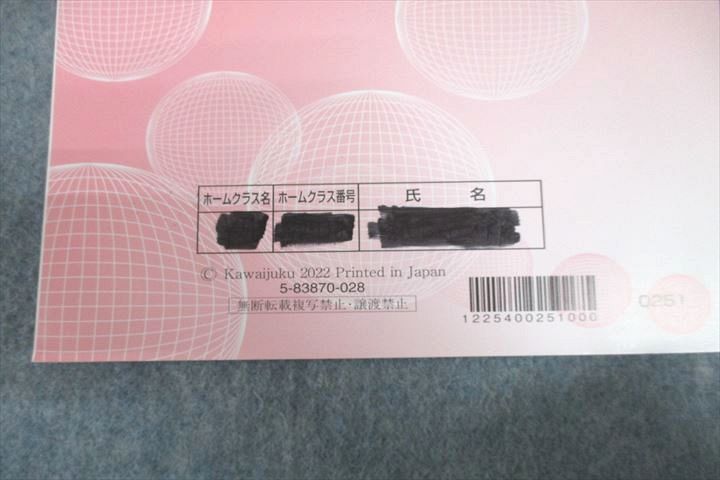 ホームクラス名 ホームクラス番号 氏 名
© Kawaijuku 2022 Printed in Japan
5-83870-028
無断転載複写禁止・譲渡禁止
1225400251000
0251